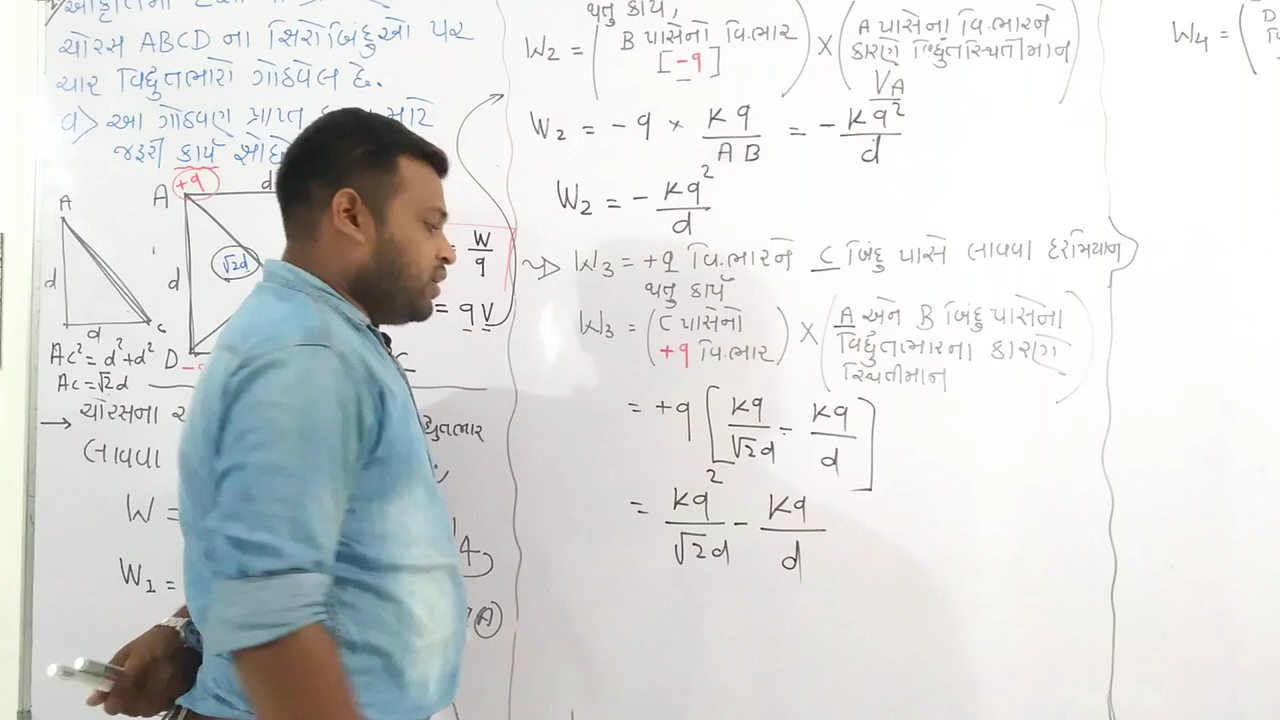 ચોરસ ABCD ના શિરોબિંદુઓ પર
ચાર વિદ્યુતભારો ગોઠવેલ છે.
a) આ ગોઠવણ પ્રાપ્ત
જરૂરી કાર્ય
A
+q
d
A
d
√2d
d
d
C
D
AC² = d² + d²
AC = √2d
= W/q
= qV
C
→ ચોરસના
લાવવા
W =
W1 =
A
થતુ કાર્ય,
W2 = ( B પાસેનો વિ.ભાર [-q] ) × ( A પાસેના વિ.ભારને કારણે વિદ્યુતસ્થિતીમાન VA )
W2 = - q × Kq/AB = - Kq²/d
W2 = - Kq²/d
W3 = +q વિ.ભારને C બિંદુ પાસે લાવવા દરમિયાન
થતુ કાર્ય
W3 = ( C પાસેનો +q વિ.ભાર ) × ( A અને B બિંદુ પાસેના વિદ્યુતભારના કારણે સ્થિતીમાન )
= +q [ Kq/√2d - Kq/d ]
= Kq²/√2d - Kq/d
W4 = ( D